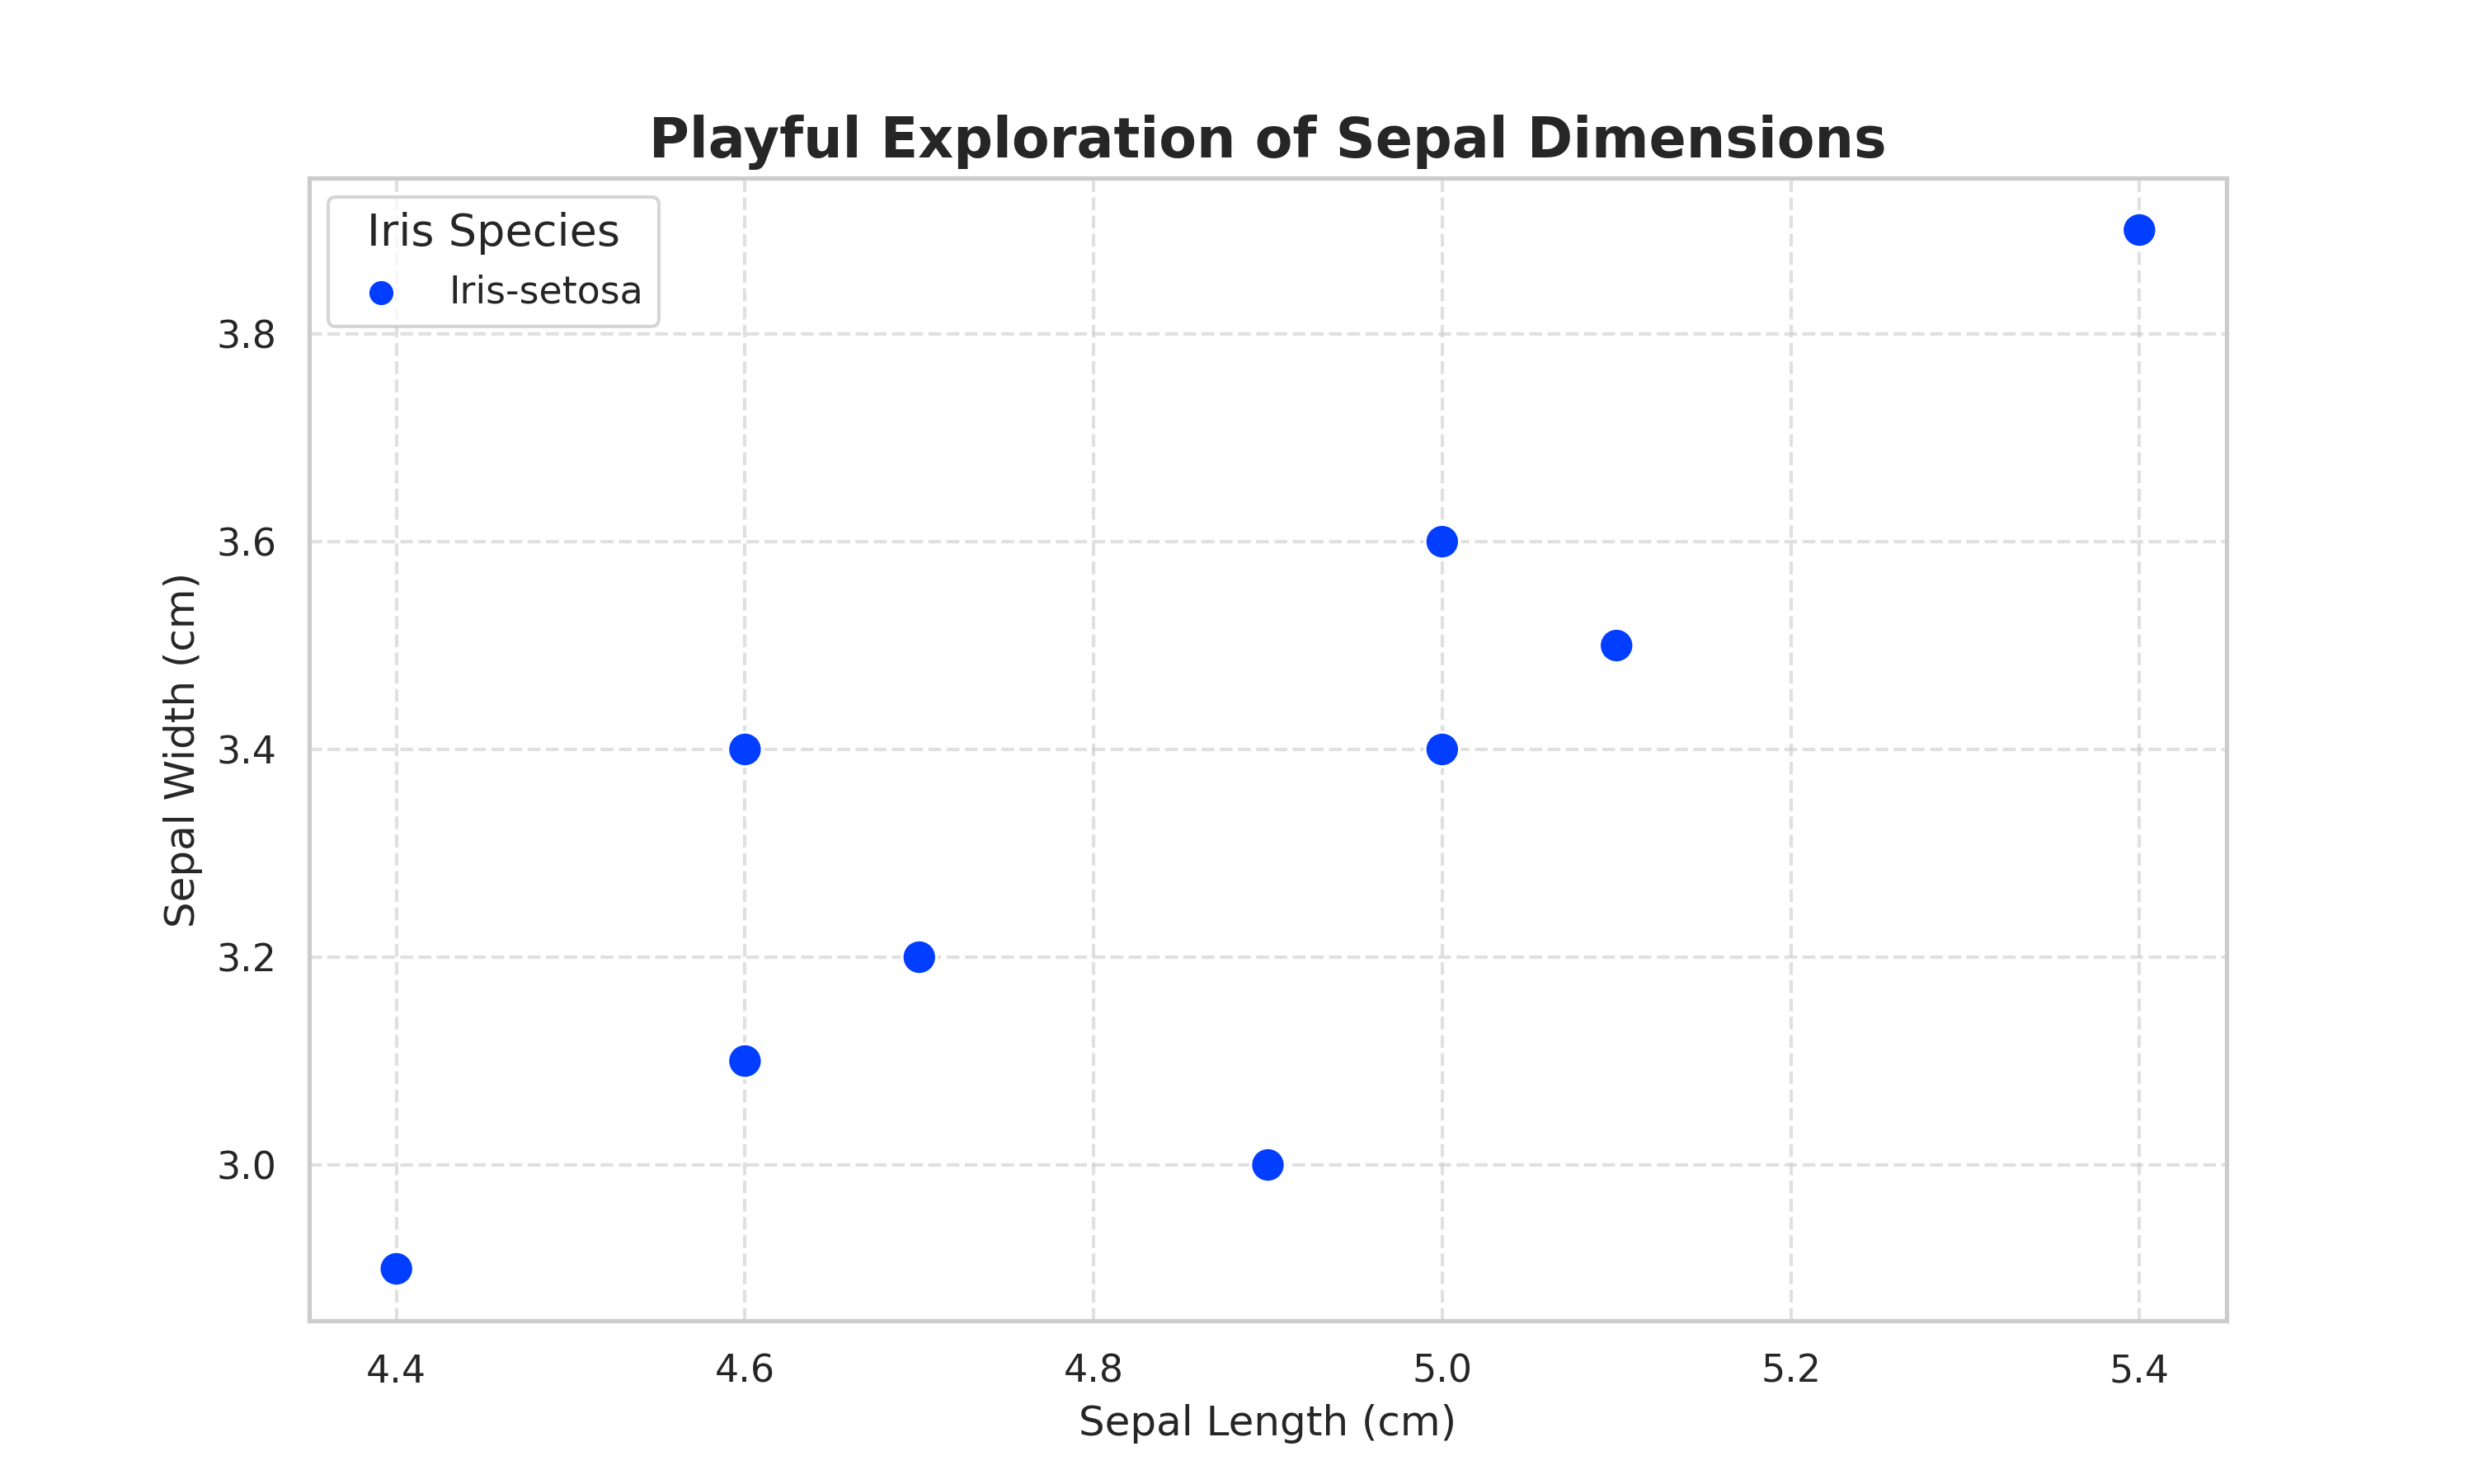 Playful Exploration of Sepal Dimensions
Iris Species
Iris-setosa
Sepal Width (cm)
3.8
3.6
3.4
3.2
3.0
4.4 4.6 4.8 5.0 5.2 5.4
Sepal Length (cm)